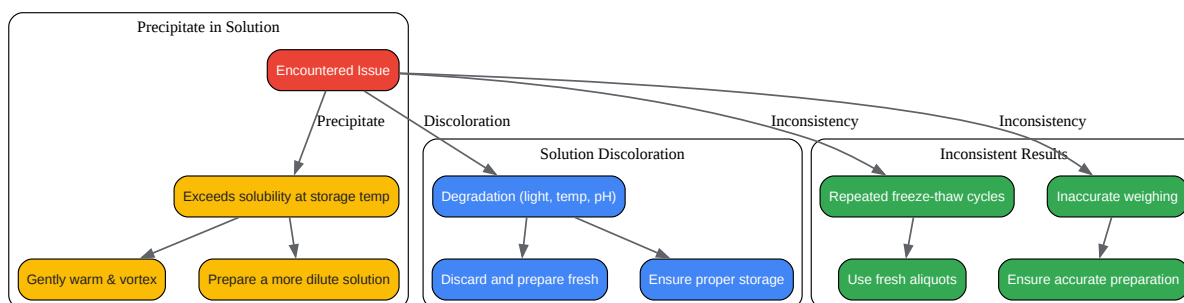 Precipitate in Solution
Encountered Issue
Precipitate
Discoloration
Inconsistency
Inconsistency
Solution Discoloration
Inconsistent Results
Exceeds solubility at storage temp
Degradation (light, temp, pH)
Repeated freeze-thaw cycles
Inaccurate weighing
Gently warm & vortex
Prepare a more dilute solution
Discard and prepare fresh
Ensure proper storage
Use fresh aliquots
Ensure accurate preparation